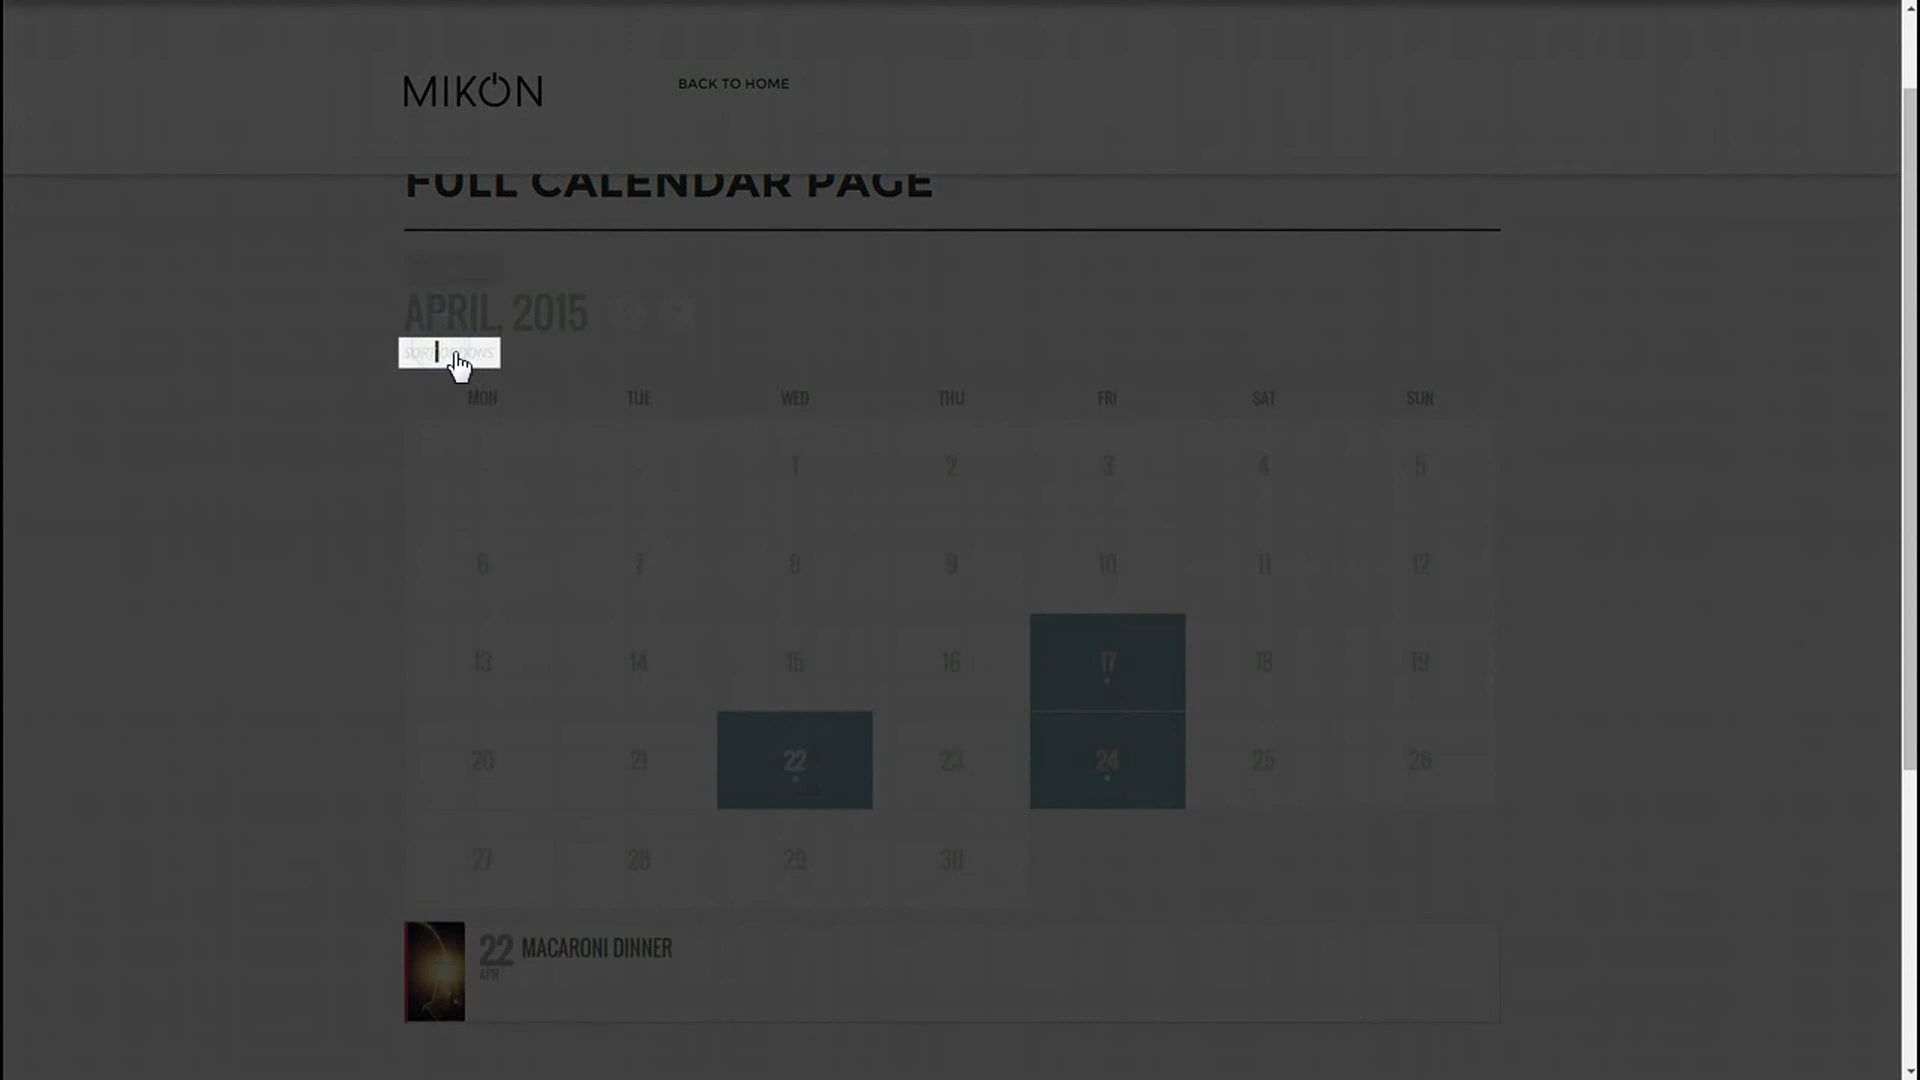 MIKON
BACK TO HOME
FULL CALENDAR PAGE
APRIL, 2015
SORT OPTIONS
MON TUE WED THU FRI SAT SUN
- - 1 2 3 4 5
6 7 8 9 10 11 12
13 14 15 16 17 18 19
20 21 22 23 24 25 26
27 28 29 30
22 MACARONI DINNER
APR